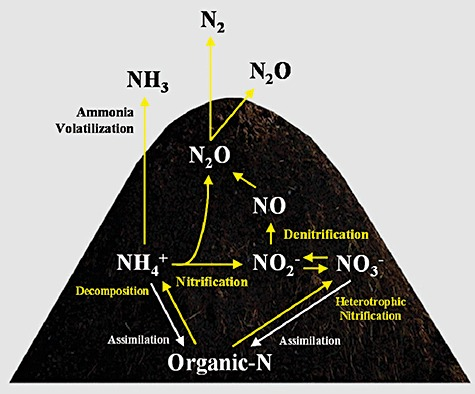 N₂
N₂O
NH₃
Ammonia
Volatilization
N₂O
NO
Denitrification
NH₄⁺
Nitrification
NO₂⁻
NO₃⁻
Decomposition
Heterotrophic
Nitrification
Assimilation
Assimilation
Organic-N